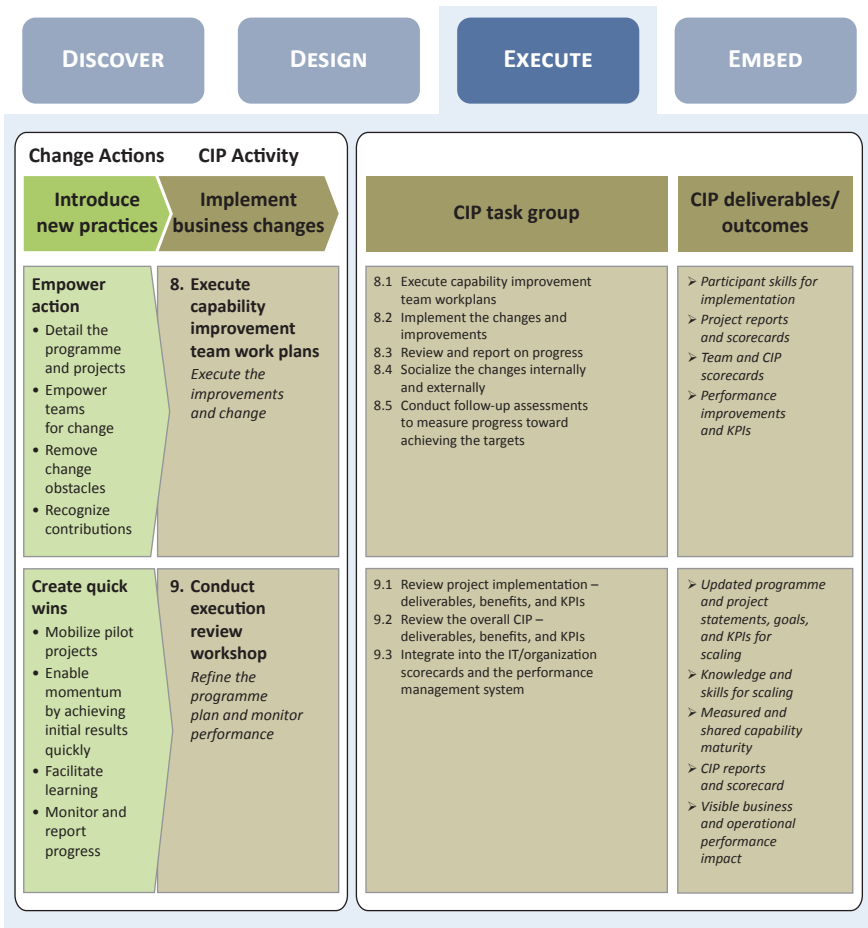 DISCOVER
DESIGN
EXECUTE
EMBED
Change Actions
CIP Activity
Introduce
new practices
Implement
business changes
CIP task group
CIP deliverables/
outcomes
Empower
action
• Detail the
programme
and projects
• Empower
teams
for change
• Remove
change
obstacles
• Recognize
contributions
8. Execute
capability
improvement
team work plans
Execute the
improvements
and change
8.1 Execute capability improvement
team workplans
8.2 Implement the changes and
improvements
8.3 Review and report on progress
8.4 Socialize the changes internally
and externally
8.5 Conduct follow-up assessments
to measure progress toward
achieving the targets
➢ Participant skills for
implementation
➢ Project reports
and scorecards
➢ Team and CIP
scorecards
➢ Performance
improvements
and KPIs
Create quick
wins
• Mobilize pilot
projects
• Enable
momentum
by achieving
initial results
quickly
• Facilitate
learning
• Monitor and
report
progress
9. Conduct
execution
review
workshop
Refine the
programme
plan and monitor
performance
9.1 Review project implementation –
deliverables, benefits, and KPIs
9.2 Review the overall CIP –
deliverables, benefits, and KPIs
9.3 Integrate into the IT/organization
scorecards and the performance
management system
➢ Updated programme
and project
statements, goals,
and KPIs for
scaling
➢ Knowledge and
skills for scaling
➢ Measured and
shared capability
maturity
➢ CIP reports
and scorecard
➢ Visible business
and operational
performance
impact